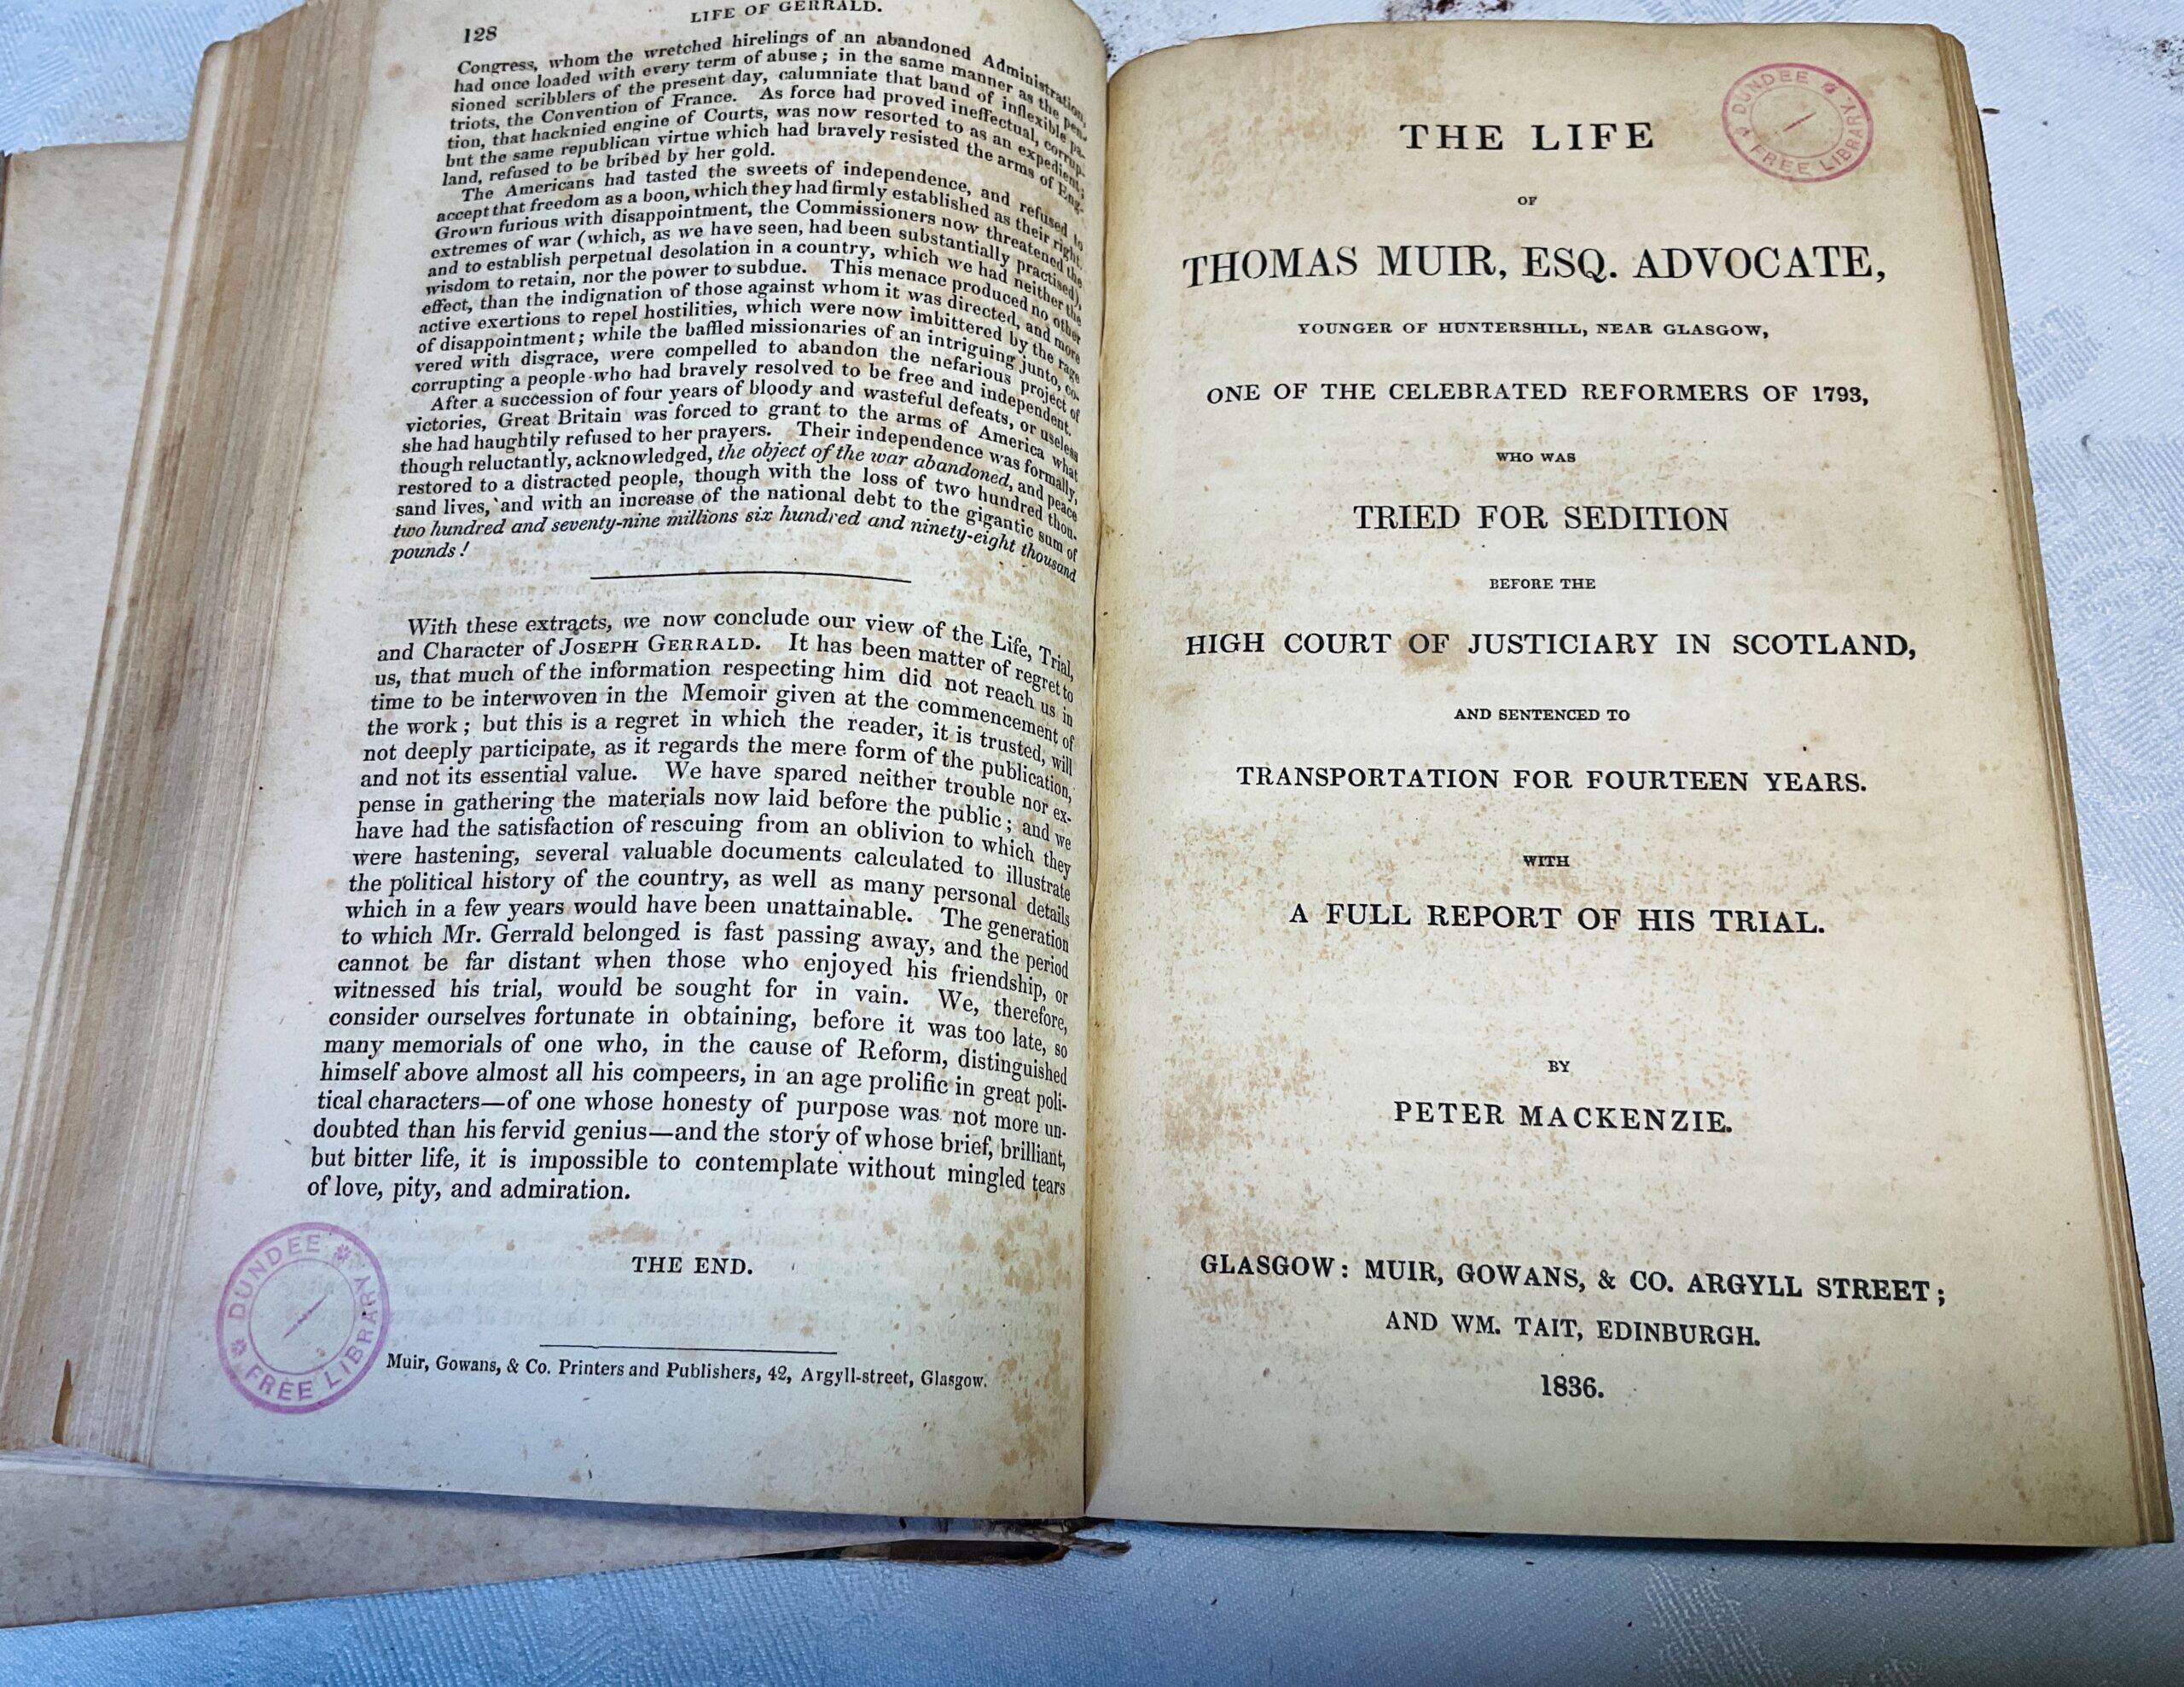 128
LIFE OF GERRALD.
Congress, whom the wretched hirelings of an abandoned Administration
had once loaded with every term of abuse; in the same manner as the pen-
sioned scribblers of the present day, calumniate that band of inflexible pa-
triots, the Convention of France. As force had proved ineffectual, corrup-
tion, that hacknied engine of Courts, was now resorted to as an expedient;
but the same republican virtue which had bravely resisted the arms of Eng-
land, refused to be bribed by her gold.
The Americans had tasted the sweets of independence, and refused to
accept that freedom as a boon, which they had firmly established as their right.
Grown furious with disappointment, the Commissioners now threatened the
extremes of war (which, as we have seen, had been substantially practised),
and to establish perpetual desolation in a country, which we had neither the
wisdom to retain, nor the power to subdue. This menace produced no other
effect, than the indignation of those against whom it was directed, and more
active exertions to repel hostilities, which were now imbittered by the rage
of disappointment; while the baffled missionaries of an intriguing junto, co-
vered with disgrace, were compelled to abandon the nefarious project of
corrupting a people who had bravely resolved to be free and independent.
After a succession of four years of bloody and wasteful defeats, or useless
victories, Great Britain was forced to grant to the arms of America what
she had haughtily refused to her prayers. Their independence was formally,
though reluctantly, acknowledged, the object of the war abandoned, and peace
restored to a distracted people, though with the loss of two hundred thou-
sand lives, and with an increase of the national debt to the gigantic sum of
two hundred and seventy-nine millions six hundred and ninety-eight thousand
pounds!
With these extracts, we now conclude our view of the Life, Trial,
and Character of JOSEPH GERRALD. It has been matter of regret to
us, that much of the information respecting him did not reach us in
time to be interwoven in the Memoir given at the commencement of
the work; but this is a regret in which the reader, it is trusted, will
not deeply participate, as it regards the mere form of the publication,
and not its essential value. We have spared neither trouble nor ex-
pense in gathering the materials now laid before the public; and we
have had the satisfaction of rescuing from an oblivion to which they
were hastening, several valuable documents calculated to illustrate
the political history of the country, as well as many personal details
which in a few years would have been unattainable. The generation
to which Mr. Gerrald belonged is fast passing away, and the period
cannot be far distant when those who enjoyed his friendship, or
witnessed his trial, would be sought for in vain. We, therefore,
consider ourselves fortunate in obtaining, before it was too late, so
many memorials of one who, in the cause of Reform, distinguished
himself above almost all his compeers, in an age prolific in great poli-
tical characters—of one whose honesty of purpose was not more un-
doubted than his fervid genius—and the story of whose brief, brilliant,
but bitter life, it is impossible to contemplate without mingled tears
of love, pity, and admiration.
THE END.
DUNDEE FREE LIBRARY
Muir, Gowans, & Co. Printers and Publishers, 42, Argyll-street, Glasgow.
DUNDEE FREE LIBRARY
THE LIFE
OF
THOMAS MUIR, ESQ. ADVOCATE,
YOUNGER OF HUNTERSHILL, NEAR GLASGOW,
ONE OF THE CELEBRATED REFORMERS OF 1793,
WHO WAS
TRIED FOR SEDITION
BEFORE THE
HIGH COURT OF JUSTICIARY IN SCOTLAND,
AND SENTENCED TO
TRANSPORTATION FOR FOURTEEN YEARS.
WITH
A FULL REPORT OF HIS TRIAL.
BY
PETER MACKENZIE.
GLASGOW: MUIR, GOWANS, & CO. ARGYLL STREET;
AND WM. TAIT, EDINBURGH.
1836.